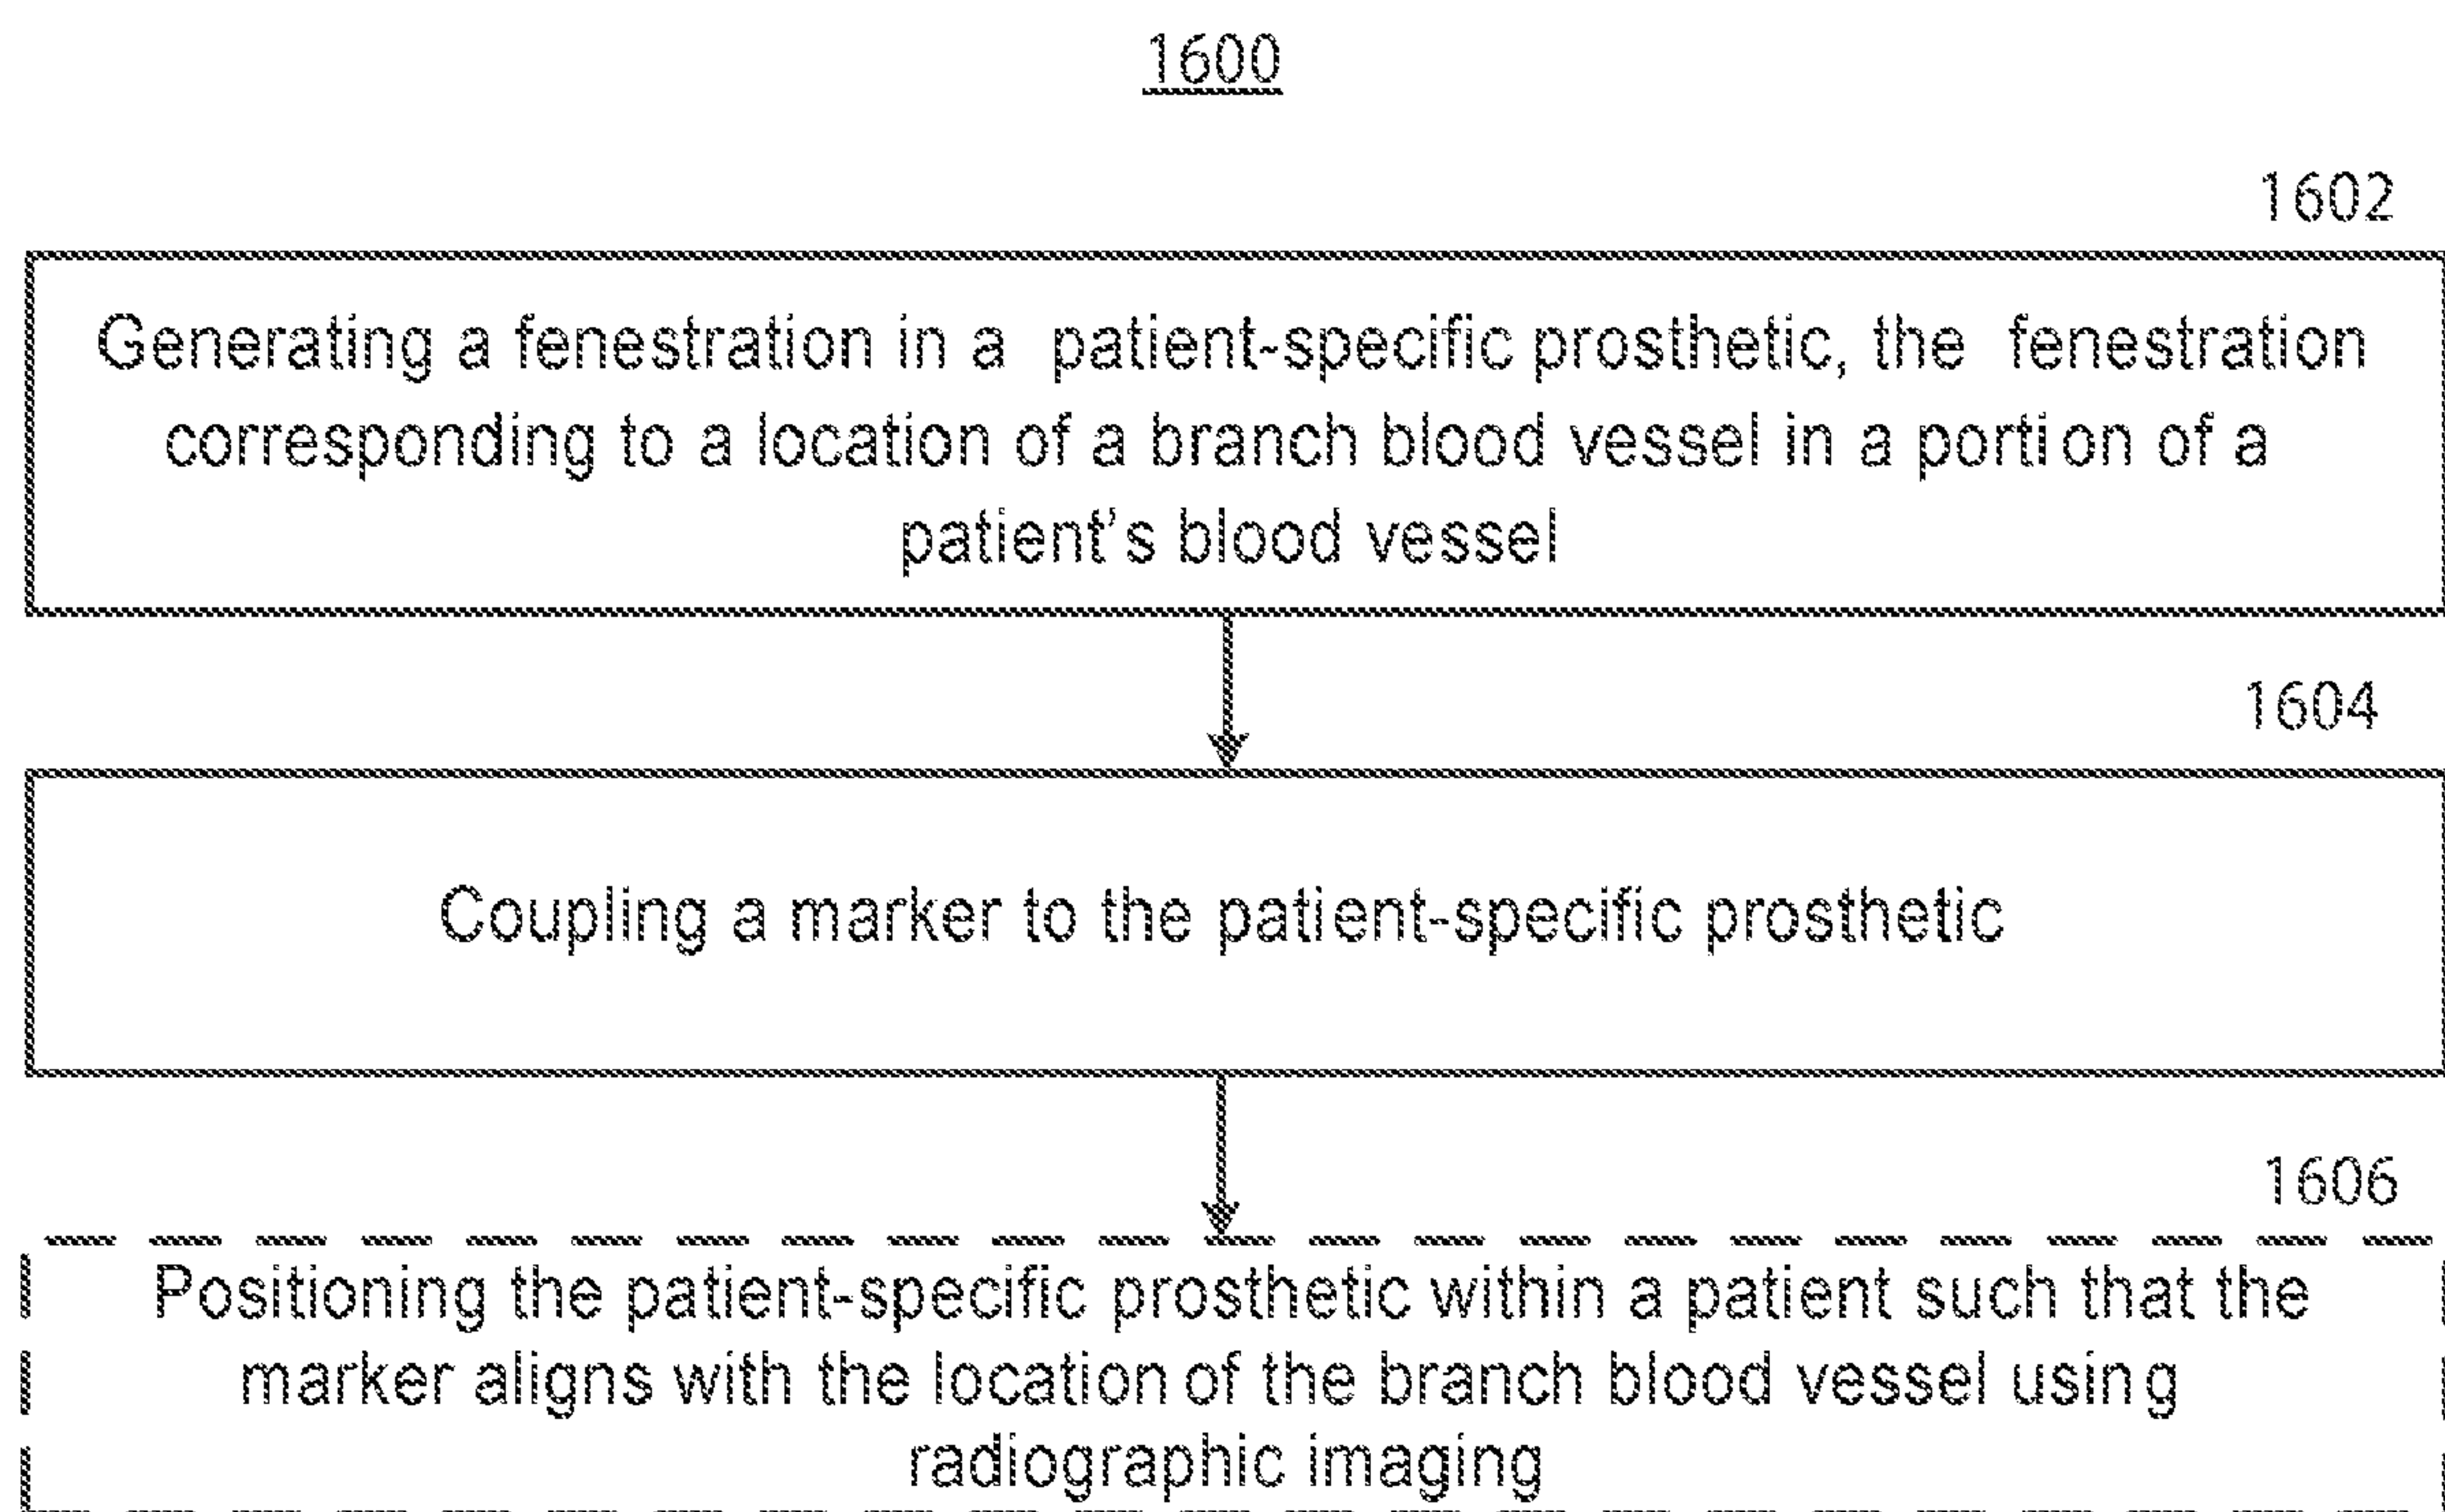 1600
1602
Generating a fenestration in a patient-specific prosthetic, the fenestration
corresponding to a location of a branch blood vessel in a portion of a
patient's blood vessel
1604
Coupling a marker to the patient-specific prosthetic
1606
Positioning the patient-specific prosthetic within a patient such that the
marker aligns with the location of the branch blood vessel using
radiographic imaging